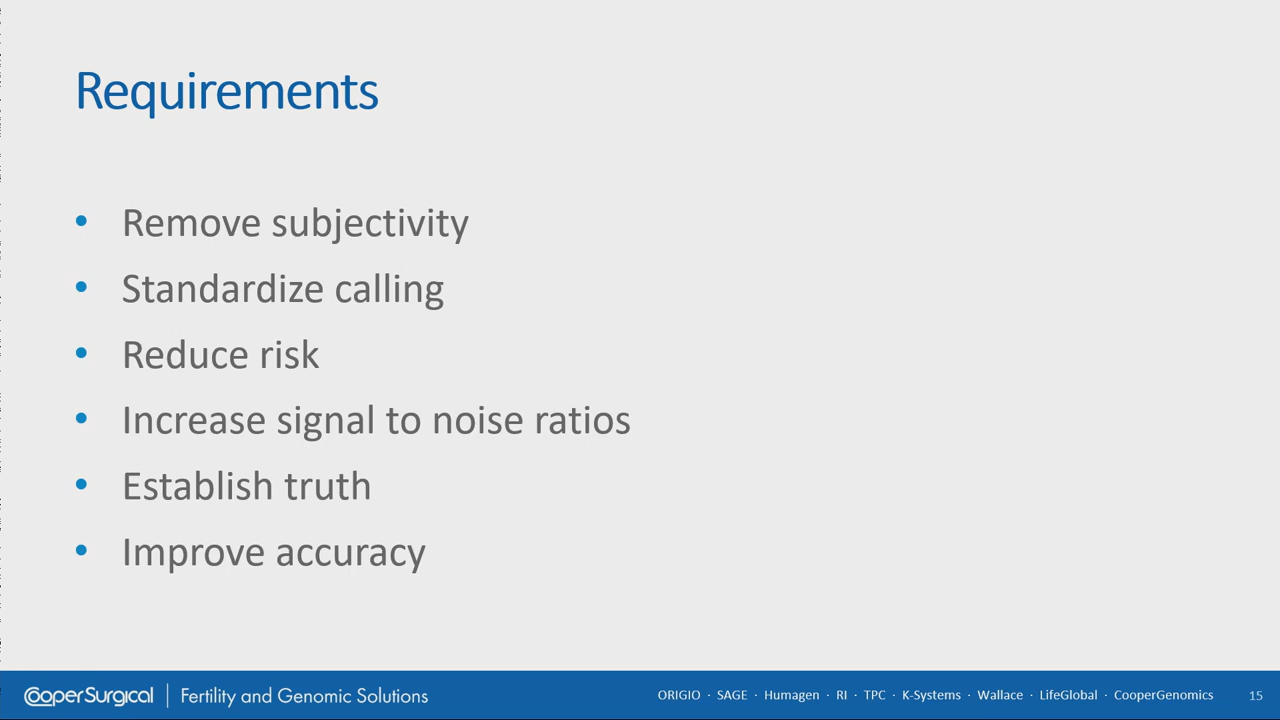 Requirements
• Remove subjectivity
• Standardize calling
• Reduce risk
• Increase signal to noise ratios
• Establish truth
• Improve accuracy
CooperSurgical | Fertility and Genomic Solutions
ORIGIO · SAGE · Humagen · RI · TPC · K-Systems · Wallace · LifeGlobal · CooperGenomics 15